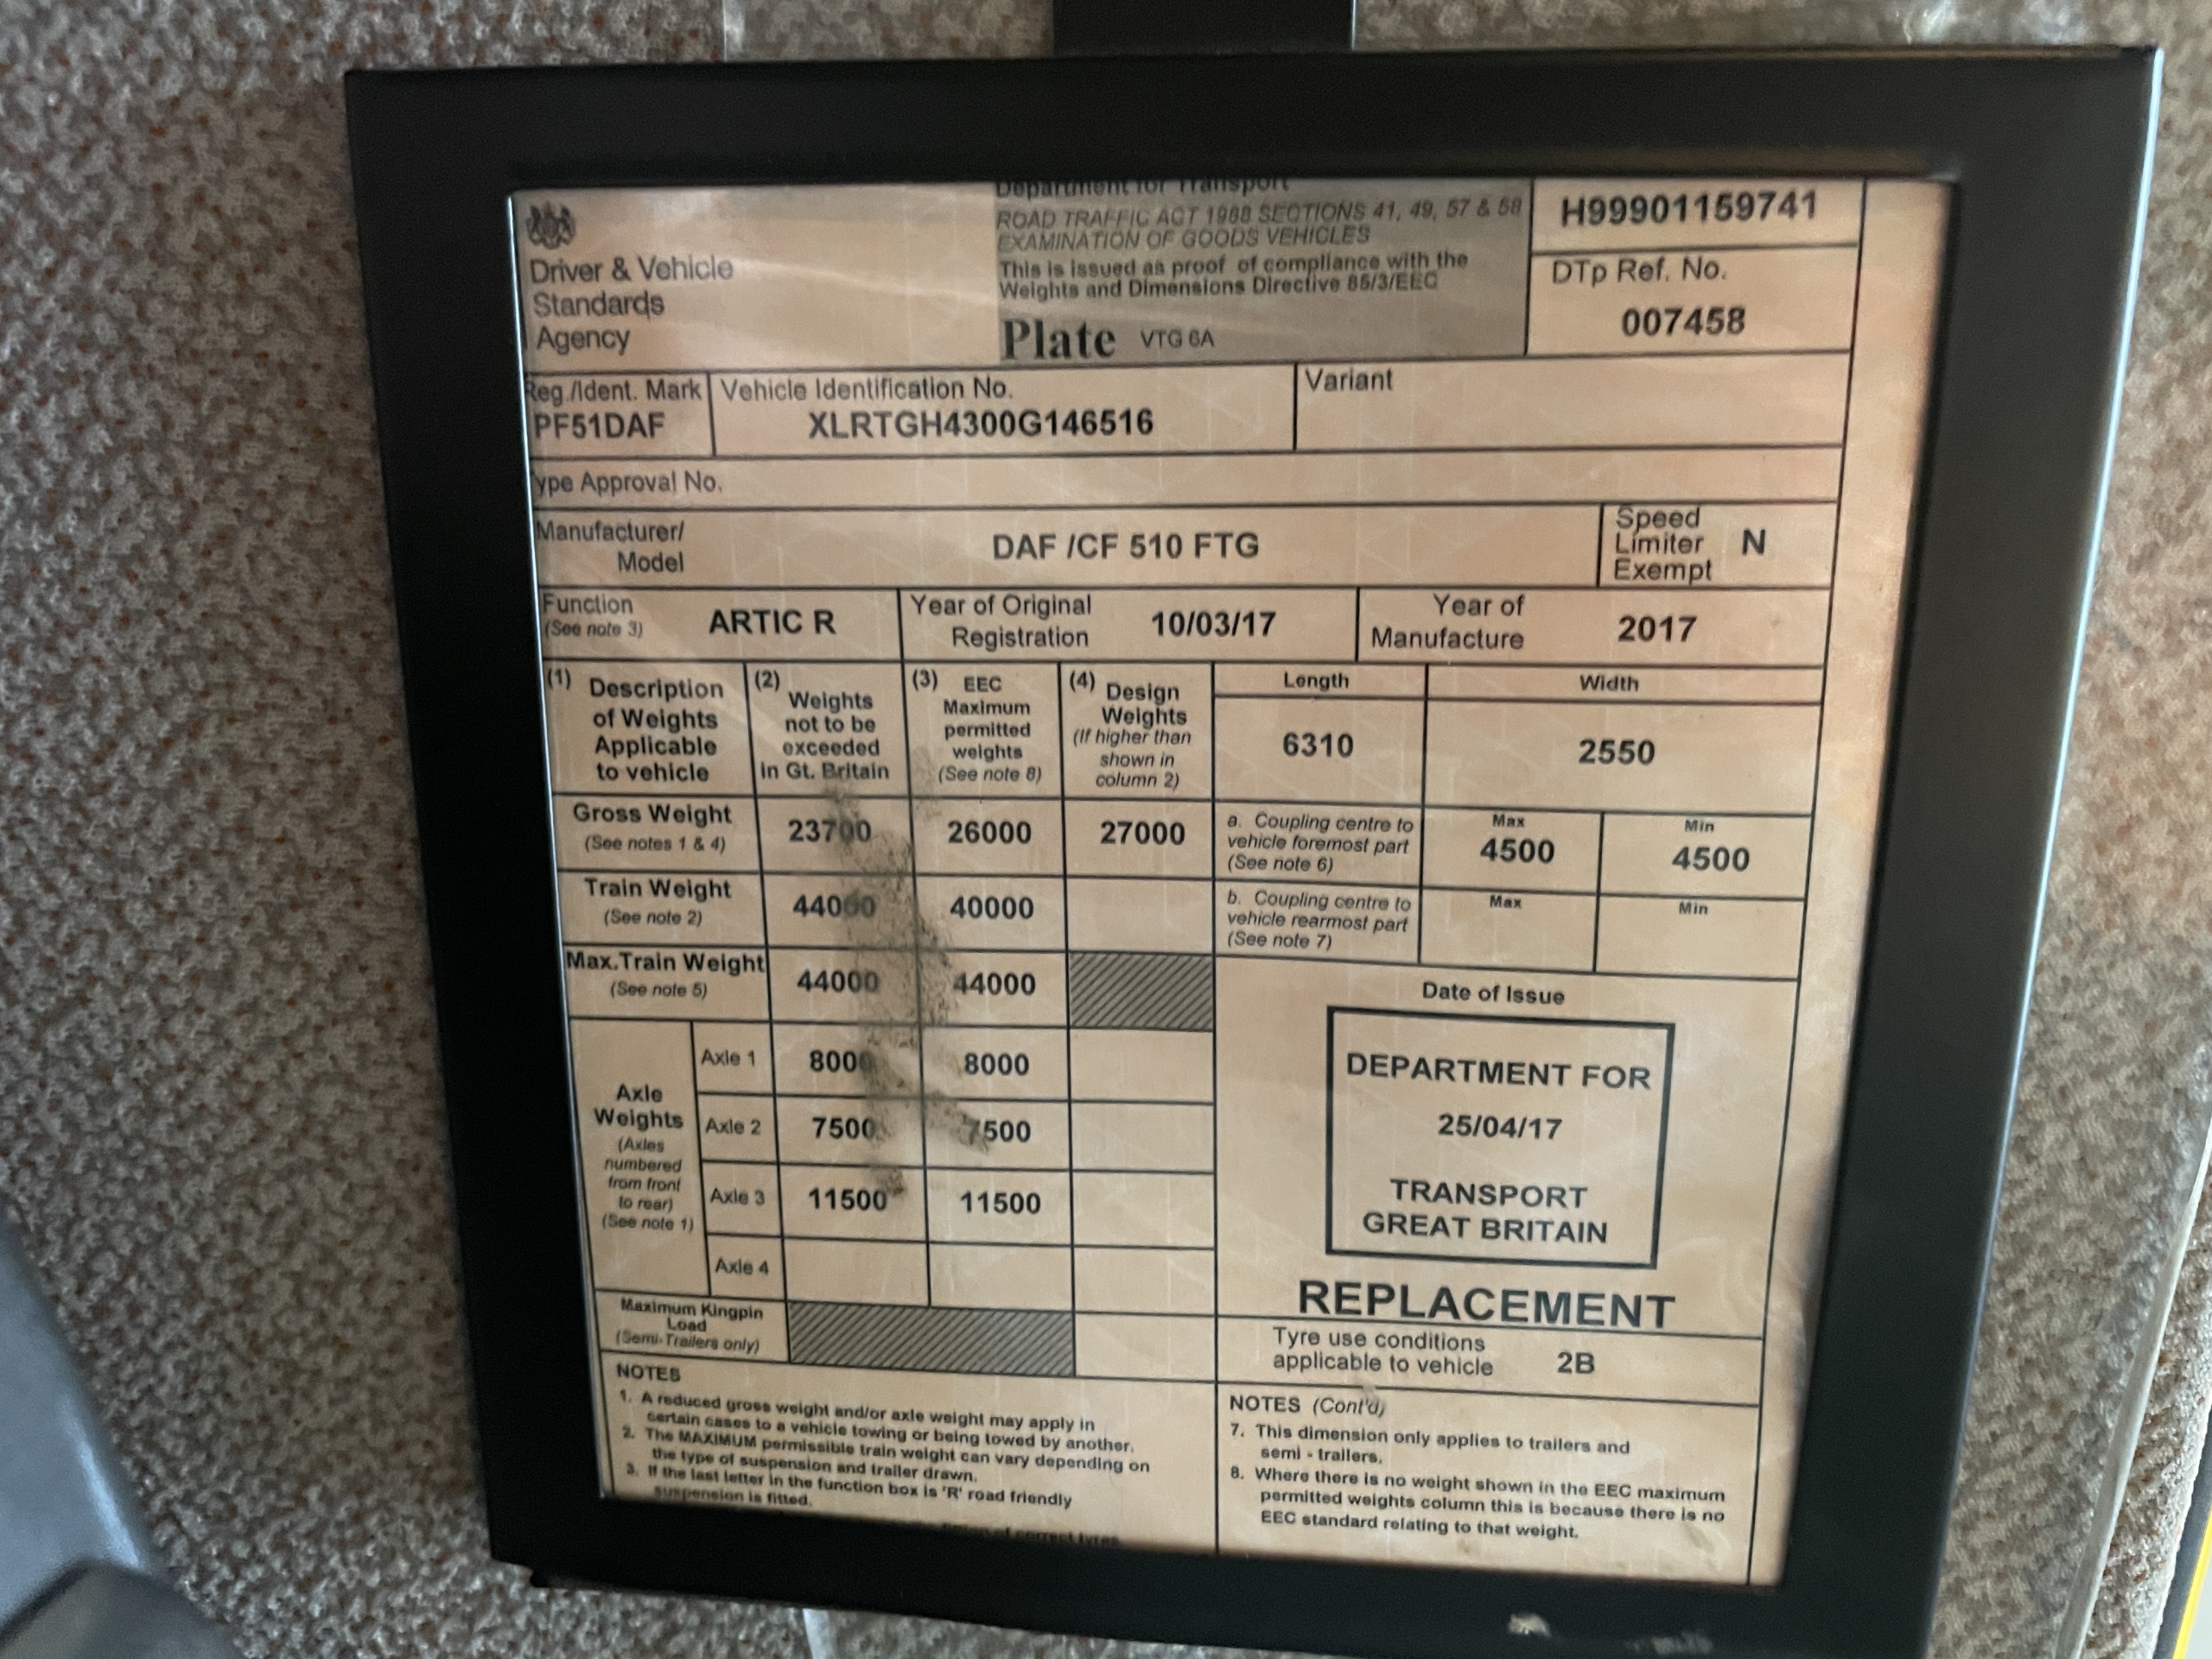 Department for Transport
ROAD TRAFFIC ACT 1988 SECTIONS 41, 49, 57 & 58
EXAMINATION OF GOODS VEHICLES
This is issued as proof of compliance with the
Weights and Dimensions Directive 85/3/EEC
Plate VTG 6A
Driver & Vehicle
Standards
Agency
H99901159741
DTp Ref. No.
007458
Reg./Ident. Mark
PF51DAF
Vehicle Identification No.
XLRTGH4300G146516
Variant
Type Approval No.
Manufacturer/
Model
DAF /CF 510 FTG
Speed
Limiter
Exempt
N
Function
(See note 3)
ARTIC R
Year of Original
Registration
10/03/17
Year of
Manufacture
2017
(1) Description
of Weights
Applicable
to vehicle
(2) Weights
not to be
exceeded
in Gt. Britain
(3) EEC
Maximum
permitted
weights
(See note 8)
(4) Design
Weights
(If higher than
shown in
column 2)
Length
6310
Width
2550
Gross Weight
(See notes 1 & 4)
23700
26000
27000
a. Coupling centre to
vehicle foremost part
(See note 6)
Max
4500
Min
4500
Train Weight
(See note 2)
44000
40000
b. Coupling centre to
vehicle rearmost part
(See note 7)
Max
Min
Max.Train Weight
(See note 5)
44000
44000
Axle
Weights
(Axles
numbered
from front
to rear)
(See note 1)
Axle 1
8000
8000
Axle 2
7500
7500
Axle 3
11500
11500
Axle 4
Maximum Kingpin
Load
(Semi-Trailers only)
Date of Issue
DEPARTMENT FOR
25/04/17
TRANSPORT
GREAT BRITAIN
REPLACEMENT
Tyre use conditions
applicable to vehicle
2B
NOTES
1. A reduced gross weight and/or axle weight may apply in
certain cases to a vehicle towing or being towed by another.
2. The MAXIMUM permissible train weight can vary depending on
the type of suspension and trailer drawn.
3. If the last letter in the function box is 'R' road friendly
suspension is fitted.
of correct tyres
NOTES (Cont'd)
7. This dimension only applies to trailers and
semi - trailers.
8. Where there is no weight shown in the EEC maximum
permitted weights column this is because there is no
EEC standard relating to that weight.